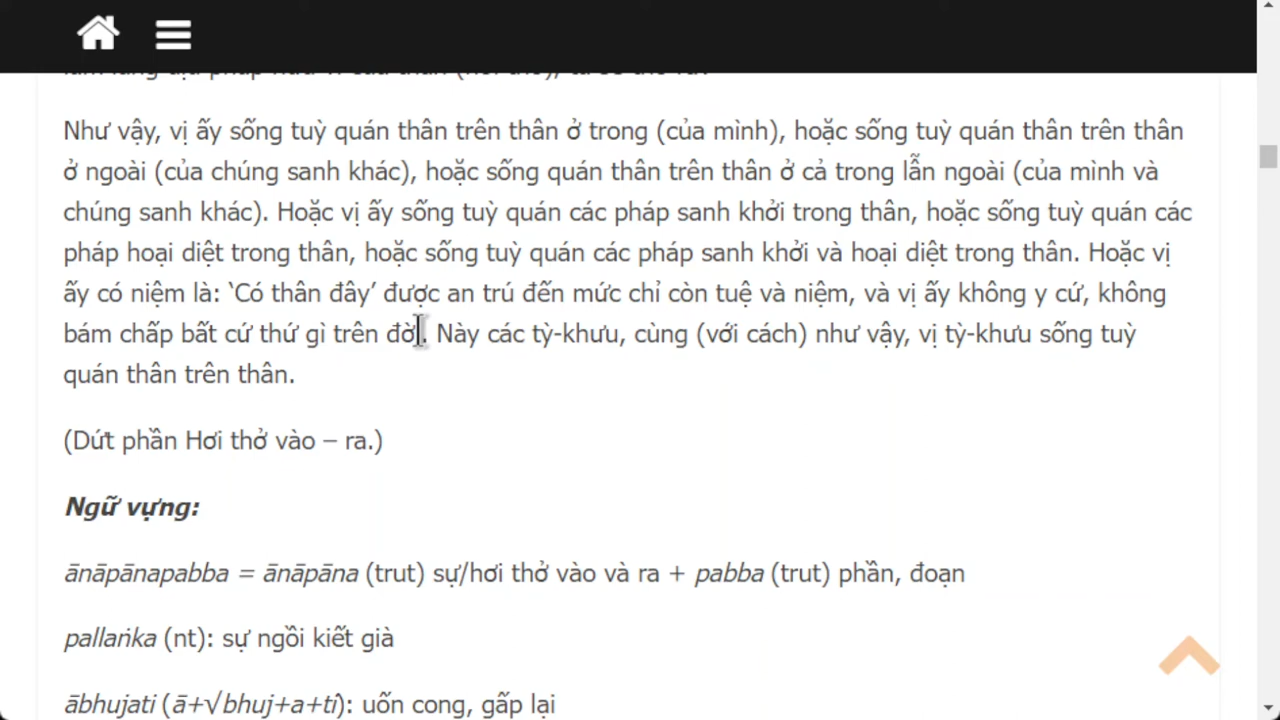 Như vậy, vị ấy sống tuỳ quán thân trên thân ở trong (của mình), hoặc sống tuỳ quán thân trên thân
ở ngoài (của chúng sanh khác), hoặc sống quán thân trên thân ở cả trong lẫn ngoài (của mình và
chúng sanh khác). Hoặc vị ấy sống tuỳ quán các pháp sanh khởi trong thân, hoặc sống tuỳ quán các
pháp hoại diệt trong thân, hoặc sống tuỳ quán các pháp sanh khởi và hoại diệt trong thân. Hoặc vị
ấy có niệm là: ‘Có thân đây’ được an trú đến mức chỉ còn tuệ và niệm, và vị ấy không y cứ, không
bám chấp bất cứ thứ gì trên đời. Này các tỳ-khưu, cùng (với cách) như vậy, vị tỳ-khưu sống tuỳ
quán thân trên thân.
(Dứt phần Hơi thở vào – ra.)
Ngữ vựng:
ānāpānapabba = ānāpāna (trut) sự/hơi thở vào và ra + pabba (trut) phần, đoạn
pallaṅka (nt): sự ngồi kiết già
ābhujati (ā+√bhuj+a+ti): uốn cong, gấp lại